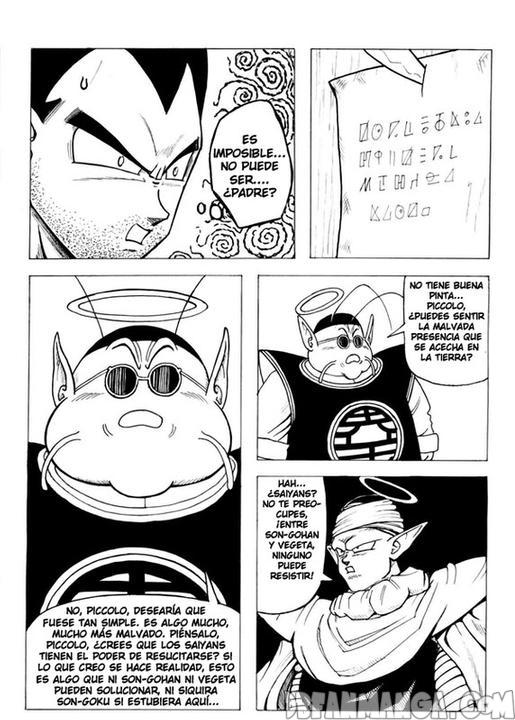 ES
IMPOSIBLE...
NO PUEDE
SER....
¿PADRE?
NO TIENE BUENA
PINTA...
PICCOLO,
¿PUEDES SENTIR
LA MALVADA
PRESENCIA QUE
SE ACECHA EN
LA TIERRA?
NO, PICCOLO, DESEARÍA QUE
FUESE TAN SIMPLE. ES ALGO MUCHO,
MUCHO MÁS MALVADO. PIÉNSALO,
PICCOLO, ¿CREES QUE LOS SAIYANS
TIENEN EL PODER DE RESUCITARSE? SI
LO QUE CREO SE HACE REALIDAD, ESTO
ES ALGO QUE NI SON-GOHAN NI VEGETA
PUEDEN SOLUCIONAR, NI SIQUIRA
SON-GOKU SI ESTUBIERA AQUÍ...
HAH...
¿SAIYANS?
NO TE PREO-
CUPES,
¡ENTRE
SON-GOHAN
Y VEGETA,
NINGUNO
PUEDE
RESISTIR!
DREAMMANGA.COM